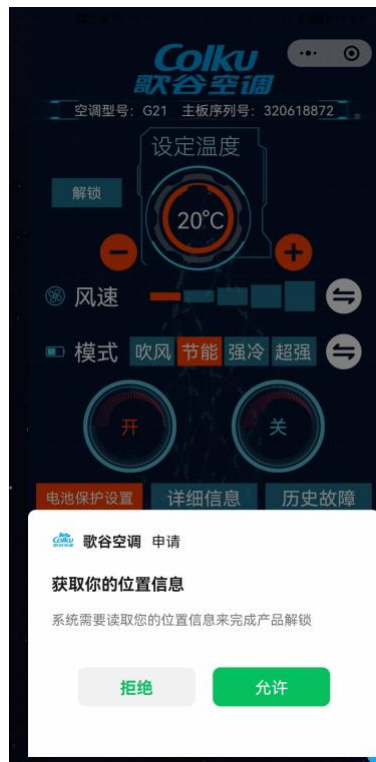 Colku
歌谷空调
空调型号：G21 主板序列号：320618872
设定温度
解锁
20°C
风速
模式 吹风 节能 强冷 超强
开 关
电池保护设置 详细信息 历史故障
Colku 歌谷空调 申请
获取你的位置信息
系统需要读取您的位置信息来完成产品解锁
拒绝 允许